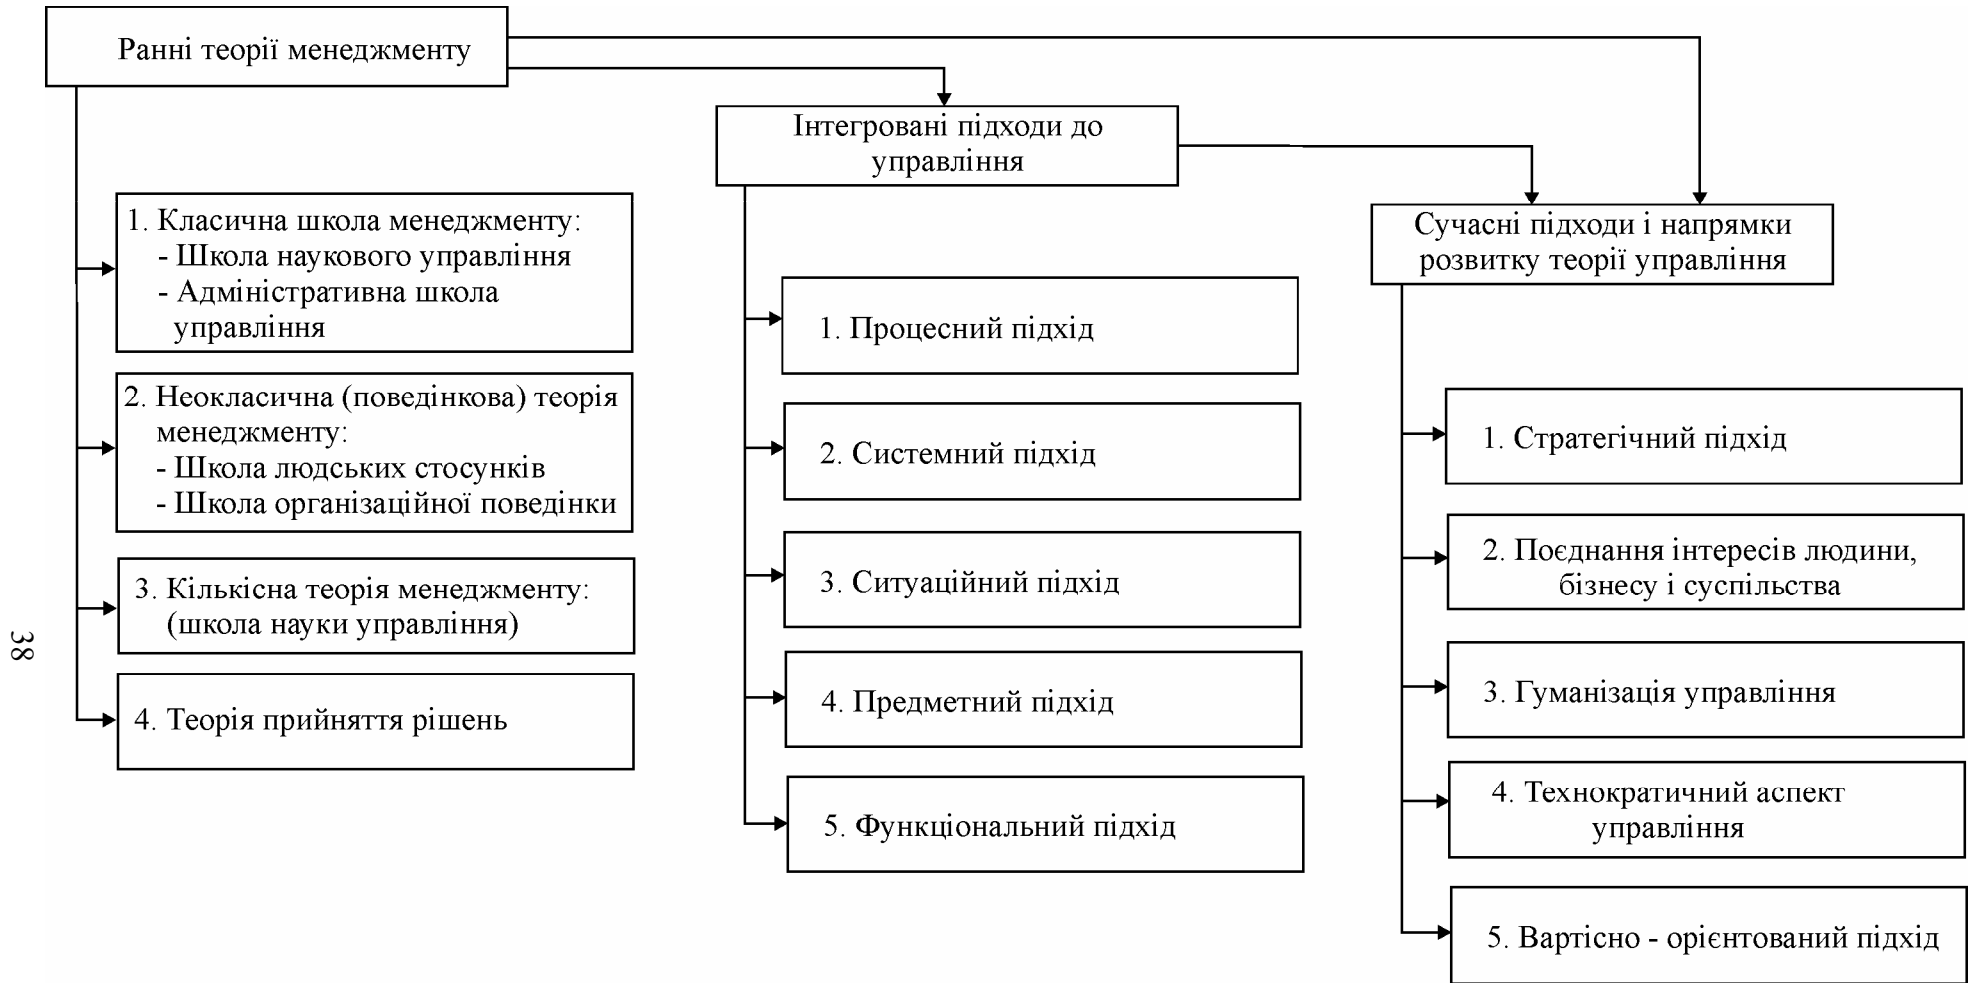 Ранні теорії менеджменту
1. Класична школа менеджменту:
- Школа наукового управління
- Адміністративна школа
управління
2. Неокласична (поведінкова) теорія
менеджменту:
- Школа людських стосунків
- Школа організаційної поведінки
3. Кількісна теорія менеджменту:
(школа науки управління)
4. Теорія прийняття рішень
Інтегровані підходи до
управління
1. Процесний підхід
2. Системний підхід
3. Ситуаційний підхід
4. Предметний підхід
5. Функціональний підхід
Сучасні підходи і напрямки
розвитку теорії управління
1. Стратегічний підхід
2. Поєднання інтересів людини,
бізнесу і суспільства
3. Гуманізація управління
4. Технократичний аспект
управління
5. Вартісно - орієнтований підхід
38